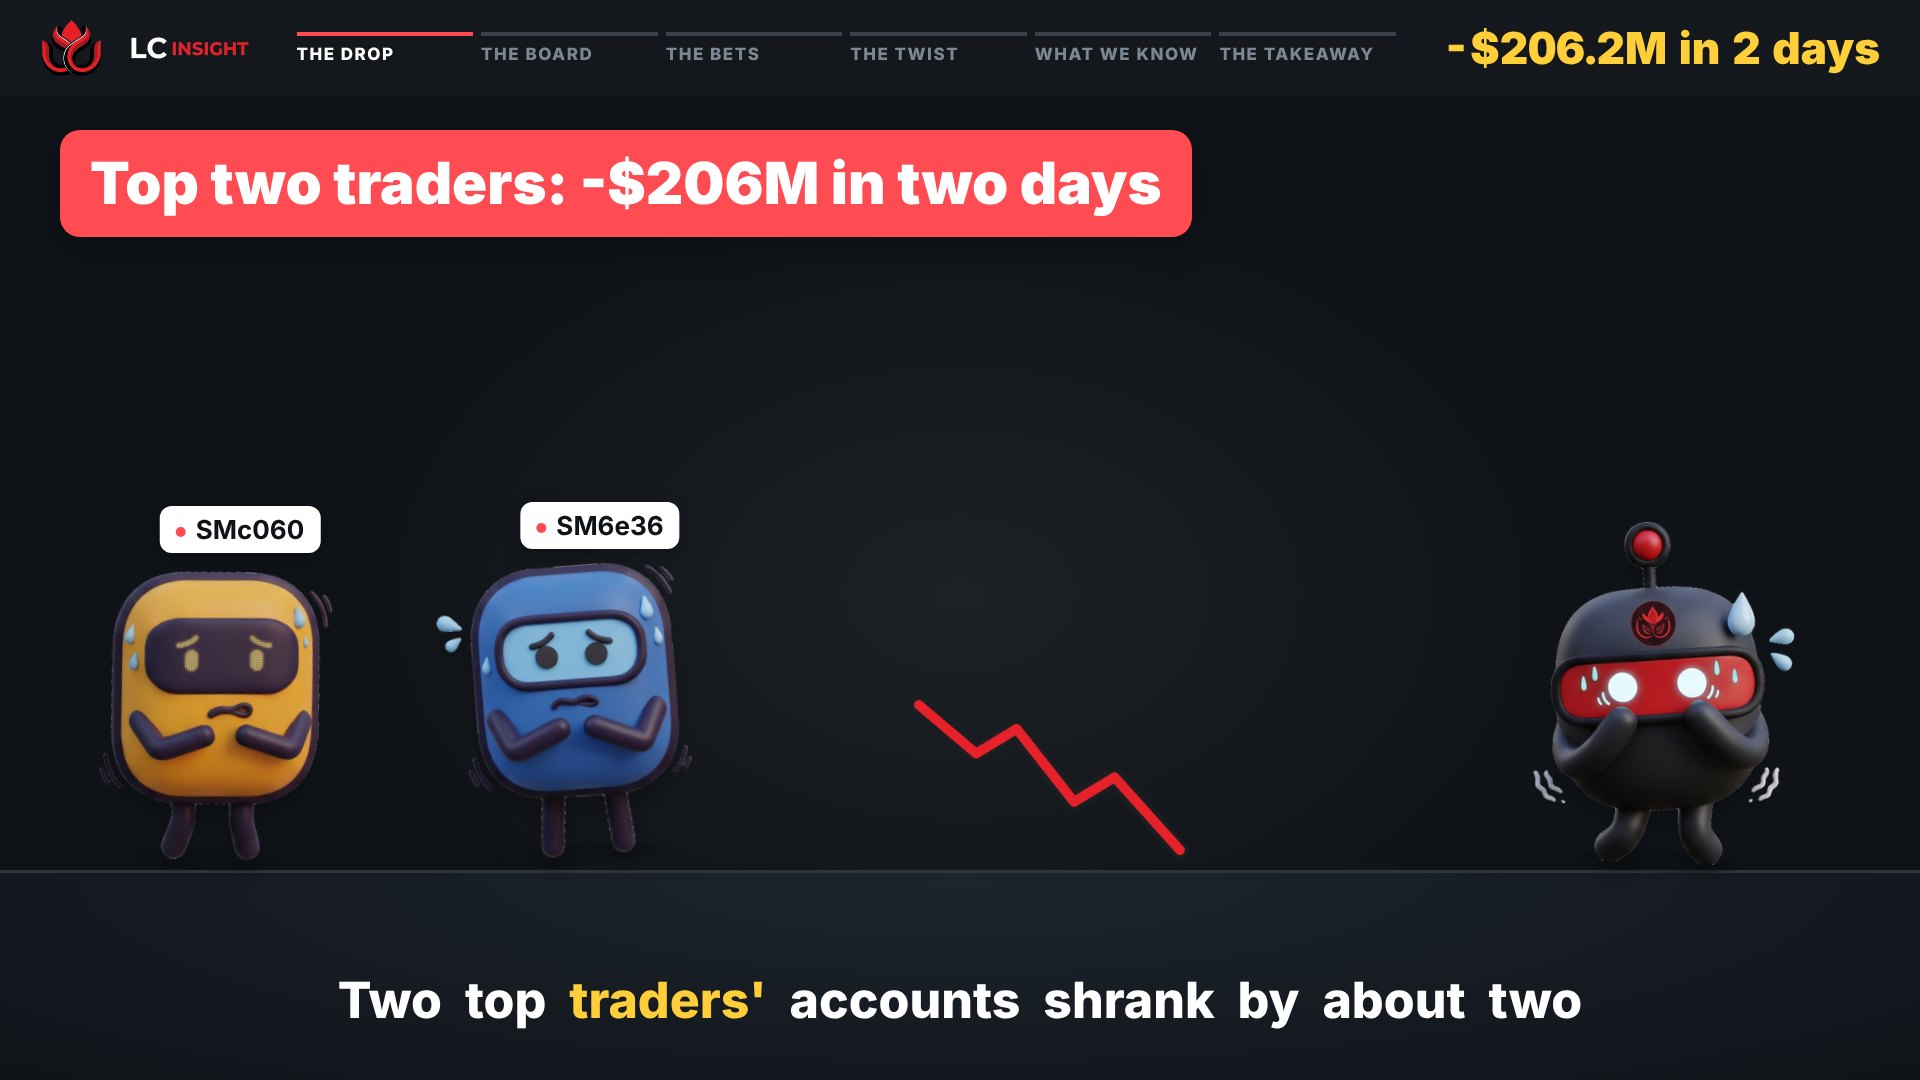 LC INSIGHT
THE DROP
THE BOARD
THE BETS
THE TWIST
WHAT WE KNOW
THE TAKEAWAY
-$206.2M in 2 days
Top two traders: -$206M in two days
SMc060
SM6e36
Two top traders' accounts shrank by about two